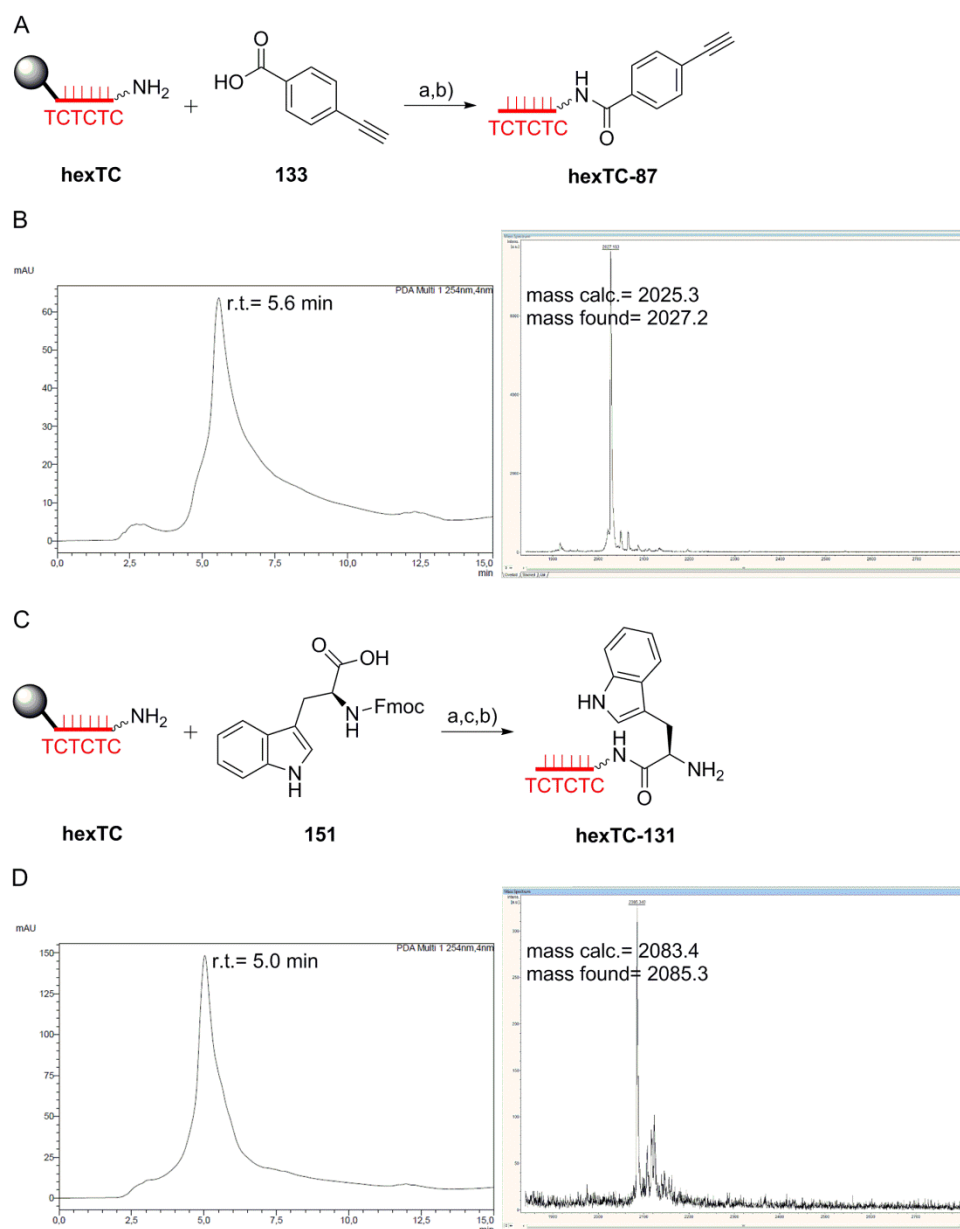 A
O
HO
NH2
+
a,b)
H
N
O
TCTCTC
TCTCTC
hexTC
133
hexTC-87
B
mAU
PDA Multi 1 254nm,4nm
r.t.= 5.6 min
60
50
40
30
20
10
0
0,0
2,5
5,0
7,5
10,0
12,5
15,0
min
mass calc.= 2025.3
mass found= 2027.2
C
O
OH
NH2
+
N
H
Fmoc
N
H
a,c,b)
HN
H
N
O
NH2
TCTCTC
TCTCTC
hexTC
151
hexTC-131
D
mAU
PDA Multi 1 254nm,4nm
r.t.= 5.0 min
150
125
100
75
50
25
0
0,0
2,5
5,0
7,5
10,0
12,5
15,0
mass calc.= 2083.4
mass found= 2085.3